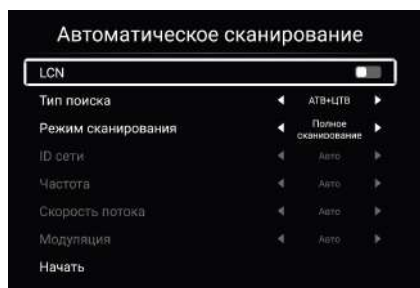 Автоматическое сканирование
LCN
Тип поиска АТВ+ЦТВ
Режим сканирования Полное
сканирование
ID сети Авто
Частота Авто
Скорость потока Авто
Модуляция Авто
Начать